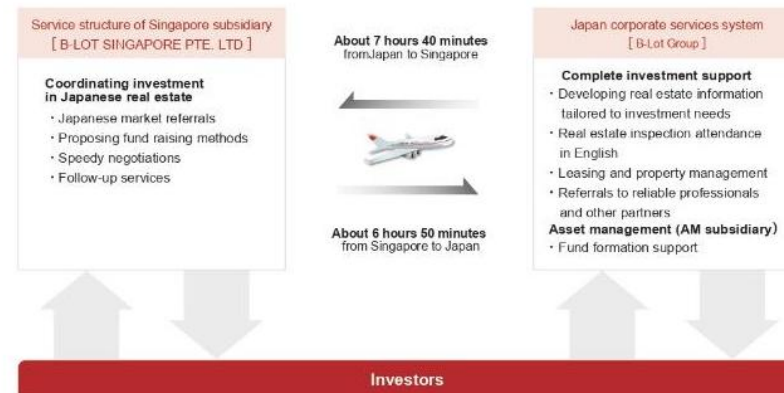 Service structure of Singapore subsidiary
[ B-LOT SINGAPORE PTE. LTD ]
Coordinating investment
in Japanese real estate
・Japanese market referrals
・Proposing fund raising methods
・Speedy negotiations
・Follow-up services
About 7 hours 40 minutes
fromJapan to Singapore
About 6 hours 50 minutes
from Singapore to Japan
Japan corporate services system
[ B-Lot Group ]
Complete investment support
・Developing real estate information
tailored to investment needs
・Real estate inspection attendance
in English
・Leasing and property management
・Referrals to reliable professionals
and other partners
Asset management (AM subsidiary)
・Fund formation support
Investors